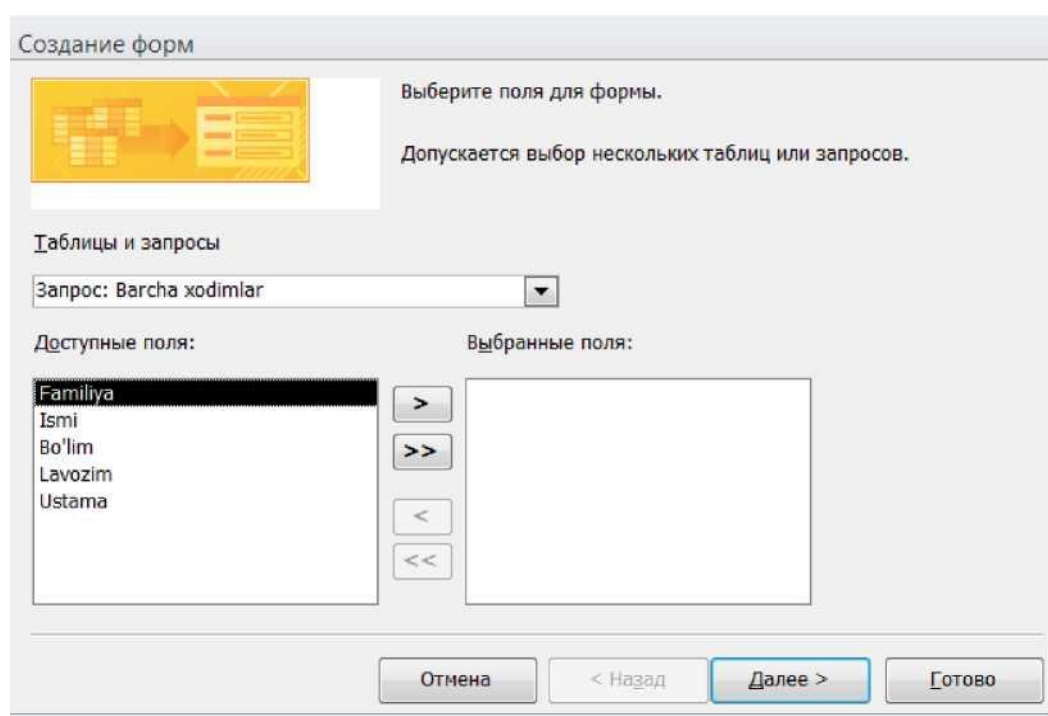 Создание форм
Выберите поля для формы.
Допускается выбор нескольких таблиц или запросов.
Таблицы и запросы
Запрос: Barcha xodimlar
Доступные поля:
Выбранные поля:
Familiya
Ismi
Bo'lim
Lavozim
Ustama
>
>>
<
<<
Отмена
< Назад
Далее >
Готово